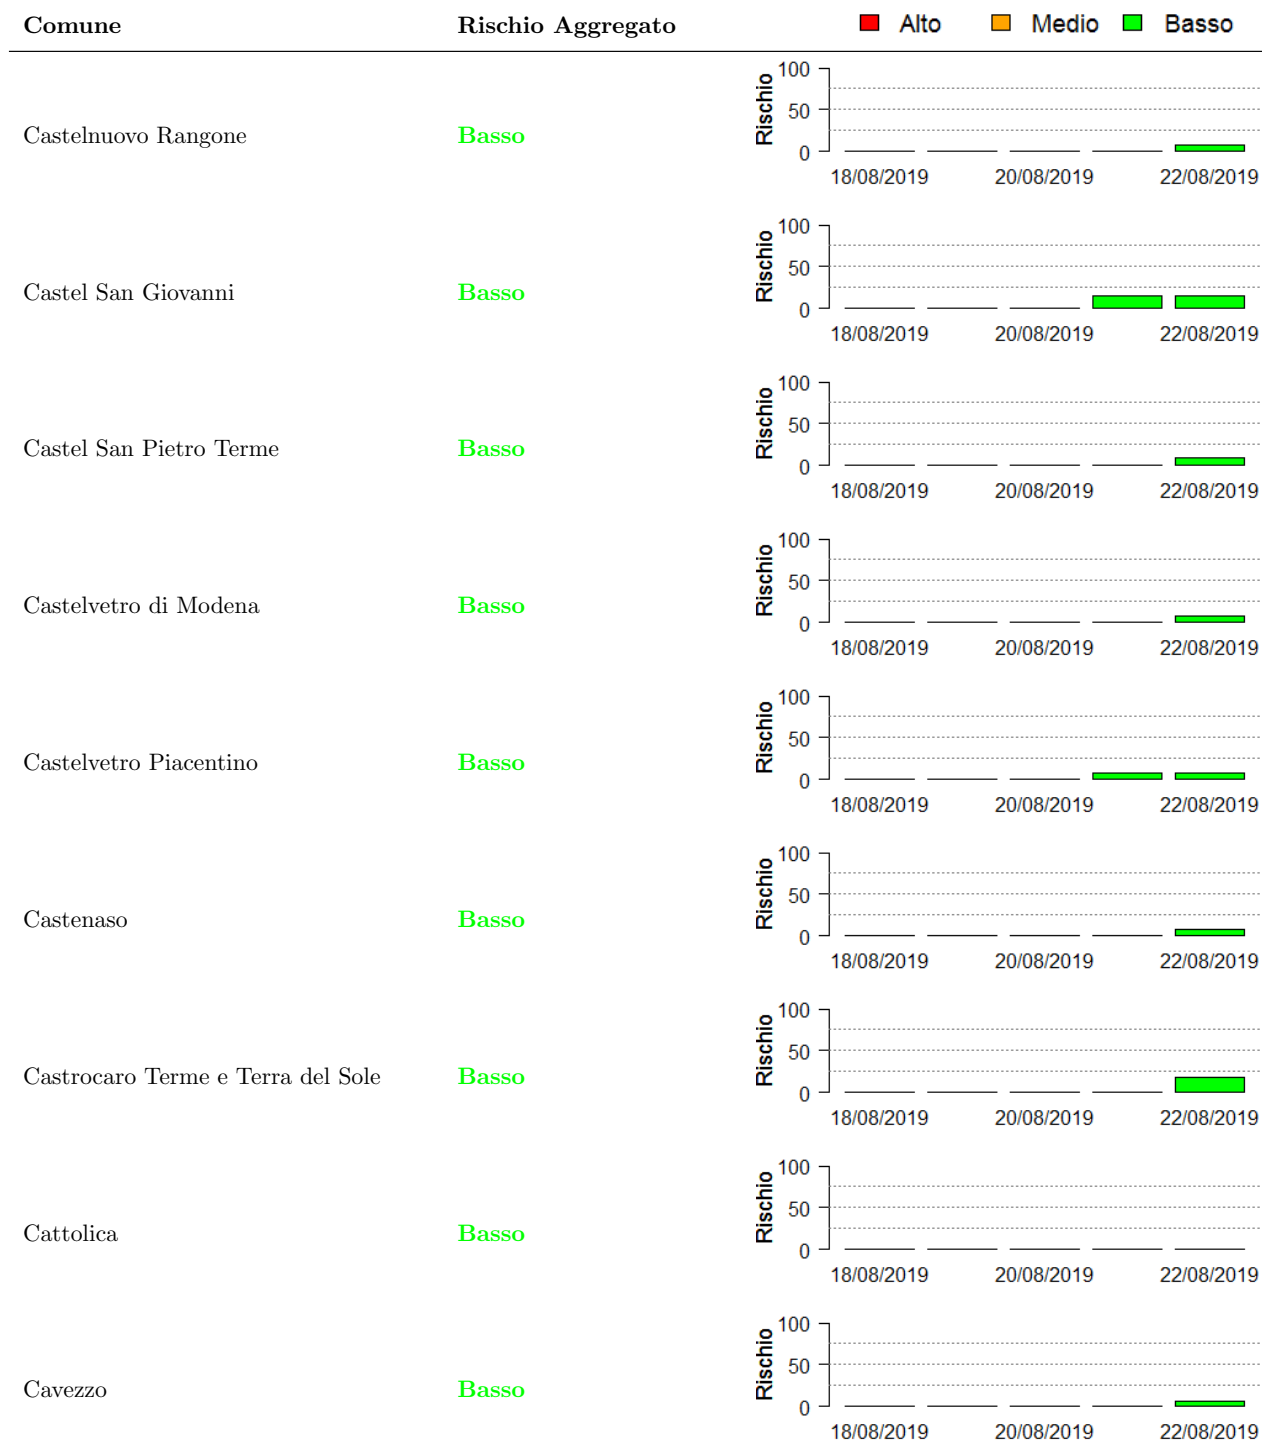 Comune Rischio Aggregato Alto Medio Basso
100
50
0
Rischio
Castelnuovo Rangone Basso
18/08/2019 20/08/2019 22/08/2019
100
50
0
Rischio
Castel San Giovanni Basso
18/08/2019 20/08/2019 22/08/2019
100
50
0
Rischio
Castel San Pietro Terme Basso
18/08/2019 20/08/2019 22/08/2019
100
50
0
Rischio
Castelvetro di Modena Basso
18/08/2019 20/08/2019 22/08/2019
100
50
0
Rischio
Castelvetro Piacentino Basso
18/08/2019 20/08/2019 22/08/2019
100
50
0
Rischio
Castenaso Basso
18/08/2019 20/08/2019 22/08/2019
100
50
0
Rischio
Castrocaro Terme e Terra del Sole Basso
18/08/2019 20/08/2019 22/08/2019
100
50
0
Rischio
Cattolica Basso
18/08/2019 20/08/2019 22/08/2019
100
50
0
Rischio
Cavezzo Basso
18/08/2019 20/08/2019 22/08/2019